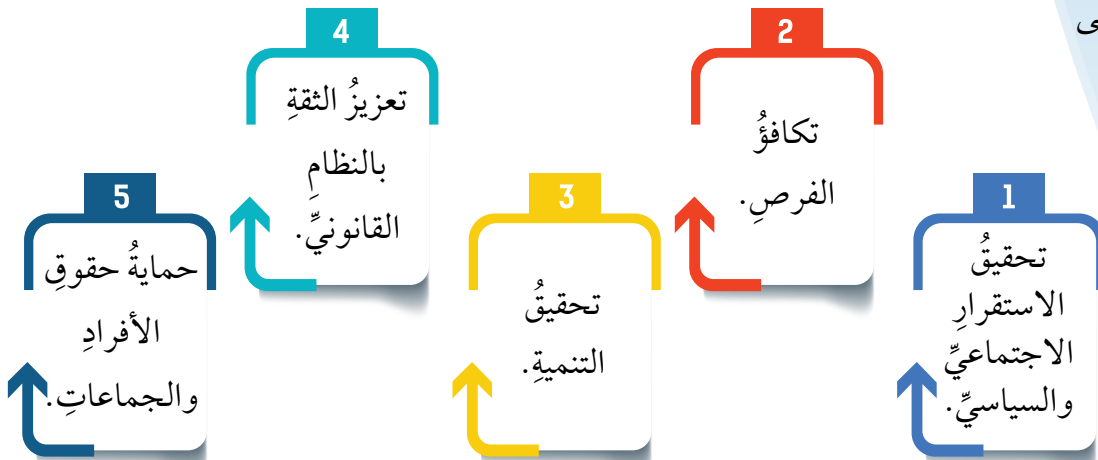 1
تحقيقُ
الاستقرارِ
الاجتماعيِّ
والسياسيِّ.
2
تكافؤُ
الفرصِ.
3
تحقيقُ
التنميةِ.
4
تعزيزُ الثقةِ
بالنظامِ
القانونيِّ.
5
حمايةُ حقوقِ
الأفرادِ
والجماعاتِ.